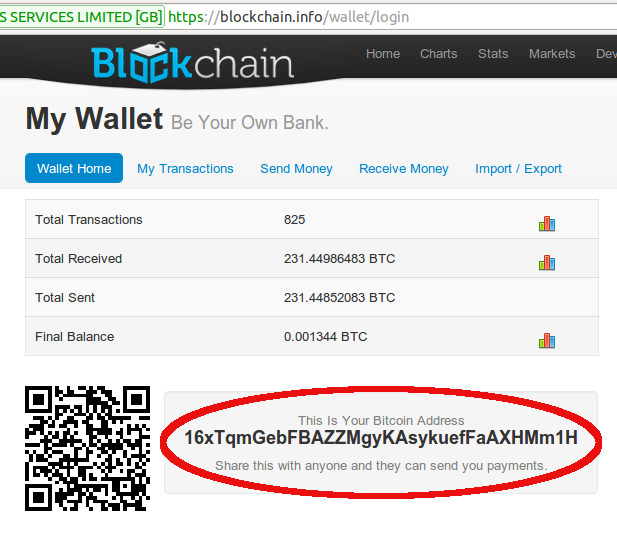 S SERVICES LIMITED [GB] https://blockchain.info/wallet/login
Blockchain Home Charts Stats Markets Dev
My Wallet Be Your Own Bank.
Wallet Home My Transactions Send Money Receive Money Import / Export
Total Transactions 825
Total Received 231.44986483 BTC
Total Sent 231.44852083 BTC
Final Balance 0.001344 BTC
This Is Your Bitcoin Address
16xTqmGebFBAZZMgyKAsykuefFaAXHMm1H
Share this with anyone and they can send you payments.